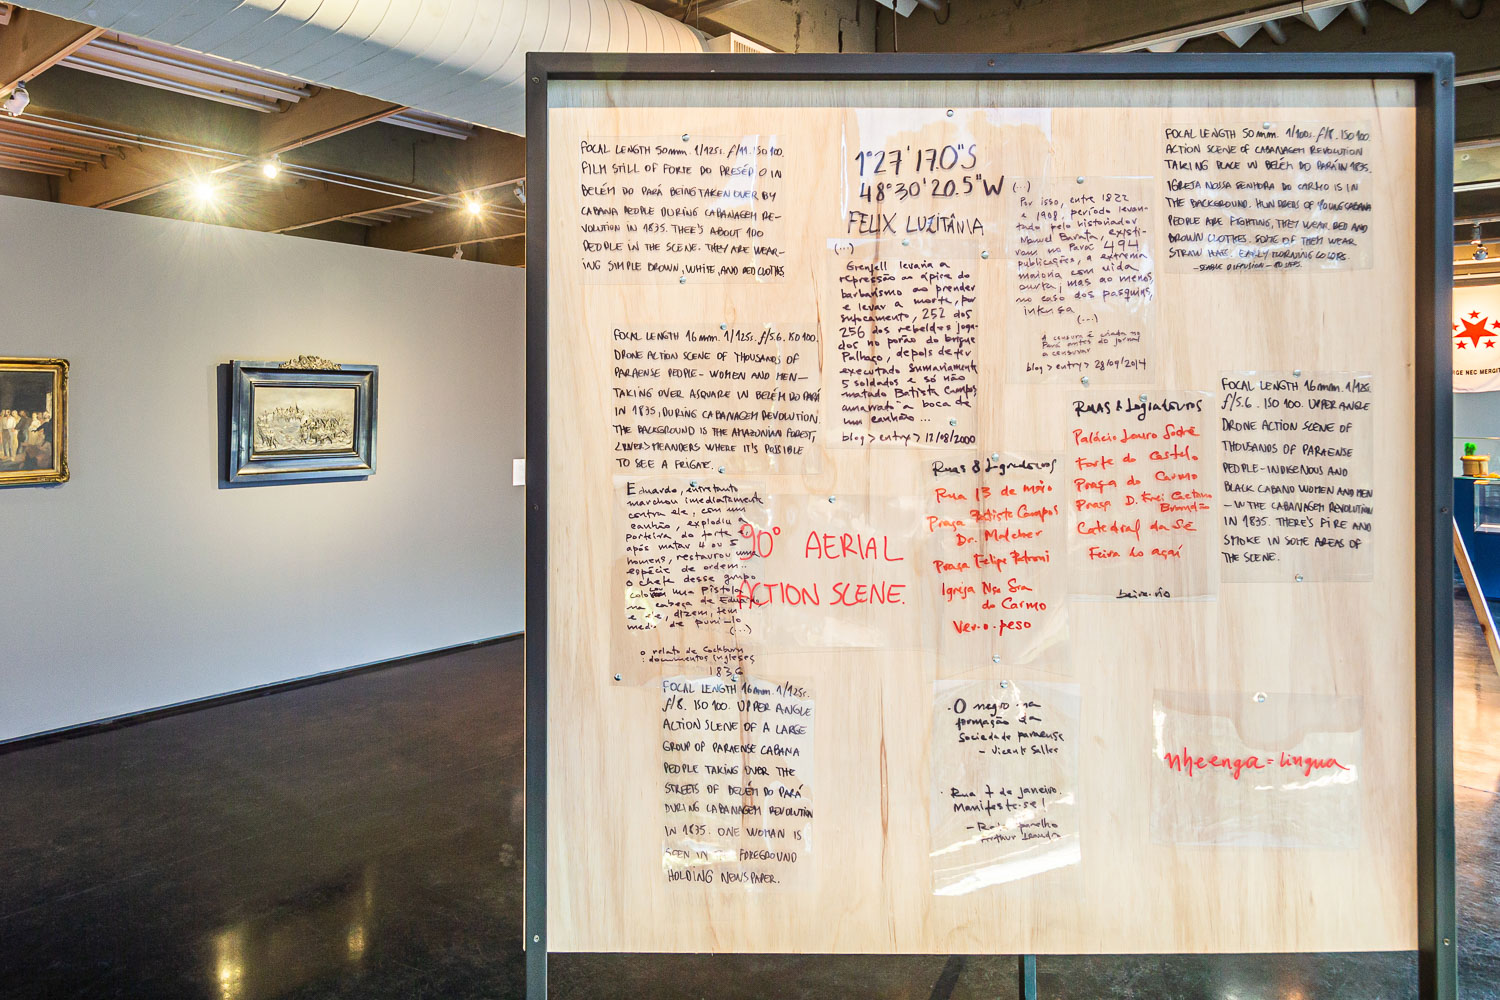 FOCAL LENGTH 50mm. 1/125s. f/11. ISO 100.
FILM STILL OF FORTE DO PRESÉPIO IN
BELÉM DO PARÁ BEING TAKEN OVER BY
CABANA PEOPLE DURING CABANAGEM RE-
VOLUTION IN 1835. THERE'S ABOUT 100
PEOPLE IN THE SCENE. THEY ARE WEAR-
ING SIMPLE BROWN, WHITE, AND RED CLOTHES
FOCAL LENGTH 16mm. 1/125s. f/5.6. ISO 100.
DRONE ACTION SCENE OF THOUSANDS OF
PARAENSE PEOPLE - WOMEN AND MEN -
TAKING OVER A SQUARE IN BELÉM DO PARÁ
IN 1835, DURING CABANAGEM REVOLUTION.
THE BACKGROUND IS THE AMAZONIAN FOREST,
MEANDERS WHERE IT'S POSSIBLE
TO SEE A FRIGATE.
Eduardo, entretanto
marchou imediatamente
contra ele, com um
canhão, explodiu a
porteira do forte e
após matar 4 ou 5
homens, restaurou uma
espécie de ordem...
o chefe desse grupo
colocou uma pistola
na cabeça de Eduardo
e ele, dizem, tem
medo de puni-lo
(...)
o relato de Cockburn
: documentos ingleses
1836
FOCAL LENGTH 16mm. 1/125s.
f/8. ISO 100. UPPER ANGLE
ACTION SCENE OF A LARGE
GROUP OF PARAENSE CABANA
PEOPLE TAKING OVER THE
STREETS OF BELÉM DO PARÁ
DURING CABANAGEM REVOLUTION
IN 1835. ONE WOMAN IS
SEEN IN FOREGROUND
HOLDING NEWSPAPER.
1°27'17.0"S
48°30'20.5"W
FELIX LUZITÂNIA
(...)
Grenfell levaria a
repressão ao ápice do
barbarismo ao prender
e levar a morte, por
sufocamento, 252 dos
256 dos rebeldes joga-
dos no porão do brigue
Palhaço, depois de ter
executado sumariamente
5 soldados e só não
matado Batista Campos
amarrado a boca de
um canhão...
blog > entry > 12/08/2000
90° AERIAL
ACTION SCENE.
(...)
Por isso, entre 1822
e 1908, período levan-
tado pelo historiador
Manuel Barata, existi-
ram no Pará 494
publicações, a extrema
maioria com vida
curta, mas ao menos,
no caso dos pasquins,
intensa
(...)
A censura é criada no
Pará antes do jornal
a censurar
blog > entry > 28/09/2014
Ruas & Logradouros
Rua 13 de maio
Praça Batista Campos
Dr. Malcher
Praça Felipe Patroni
Igreja Nsa Sra
do Carmo
Ver-o-peso
Ruas & Logradouros
Palácio Lauro Sodré
Forte do Castelo
Praça do Carmo
Praça D. Frei Caetano
Brandão
Catedral da Sé
Feira do açaí
beira-rio
· O negro na
formação da
sociedade paraense
- Vicente Salles
· Rua 7 de janeiro.
Manifeste-se!
Arthur Leandro
FOCAL LENGTH 50mm. 1/100s. f/8. ISO 100
ACTION SCENE OF CABANAGEM REVOLUTION
TAKING PLACE IN BELÉM DO PARÁ IN 1835.
IGREJA NOSSA SENHORA DO CARMO IS IN
THE BACKGROUND. HUNDREDS OF YOUNG CABANA
PEOPLE ARE FIGHTING, THEY WEAR RED AND
BROWN CLOTHES. SOME OF THEM WEAR
STRAW HATS. EARLY MORNING COLORS.
- STABLE DIFFUSION -
FOCAL LENGTH 16mm. 1/125s.
f/5.6. ISO 100. UPPER ANGLE
DRONE ACTION SCENE OF
THOUSANDS OF PARAENSE
PEOPLE - INDIGENOUS AND
BLACK CABANO WOMEN AND MEN
- IN THE CABANAGEM REVOLUTION
IN 1835. THERE'S FIRE AND
SMOKE IN SOME AREAS OF
THE SCENE.
nheenga = língua
NEC MERGIT